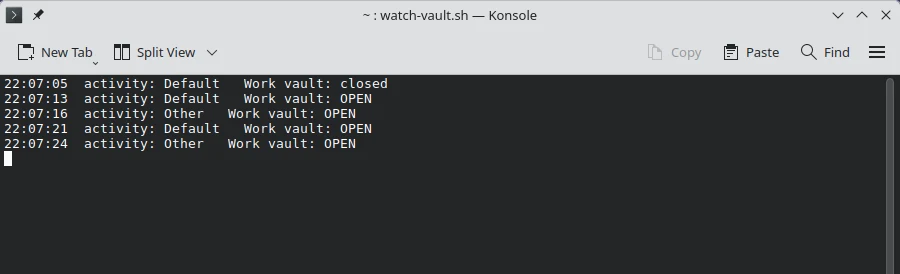 ~ : watch-vault.sh — Konsole
New Tab Split View Copy Paste Find
22:07:05  activity: Default   Work vault: closed
22:07:13  activity: Default   Work vault: OPEN
22:07:16  activity: Other   Work vault: OPEN
22:07:21  activity: Default   Work vault: OPEN
22:07:24  activity: Other   Work vault: OPEN